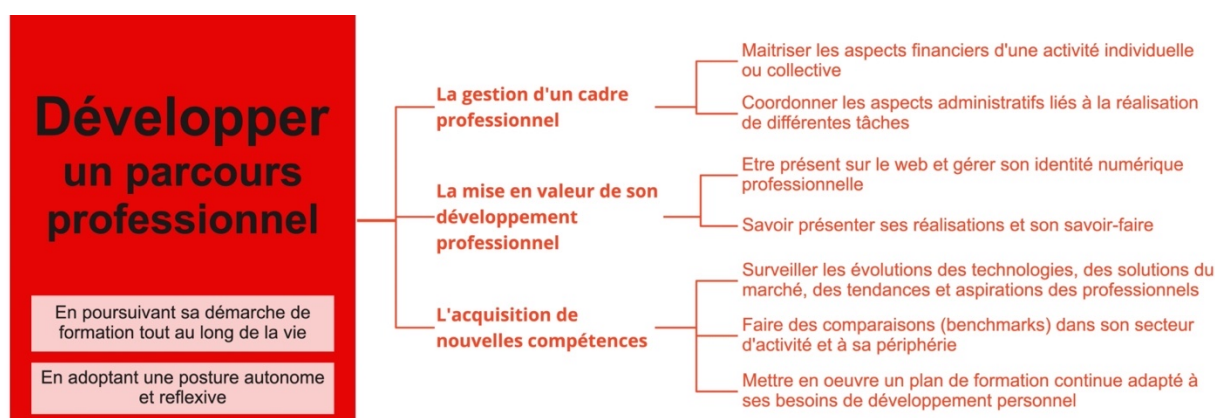 Développer
un parcours
professionnel
En poursuivant sa démarche de
formation tout au long de la vie
En adoptant une posture autonome
et reflexive
La gestion d'un cadre
professionnel
Maitriser les aspects financiers d'une activité individuelle
ou collective
Coordonner les aspects administratifs liés à la réalisation
de différentes tâches
La mise en valeur de son
développement
professionnel
Etre présent sur le web et gérer son identité numérique
professionnelle
Savoir présenter ses réalisations et son savoir-faire
L'acquisition de
nouvelles compétences
Surveiller les évolutions des technologies, des solutions du
marché, des tendances et aspirations des professionnels
Faire des comparaisons (benchmarks) dans son secteur
d'activité et à sa périphérie
Mettre en oeuvre un plan de formation continue adapté à
ses besoins de développement personnel